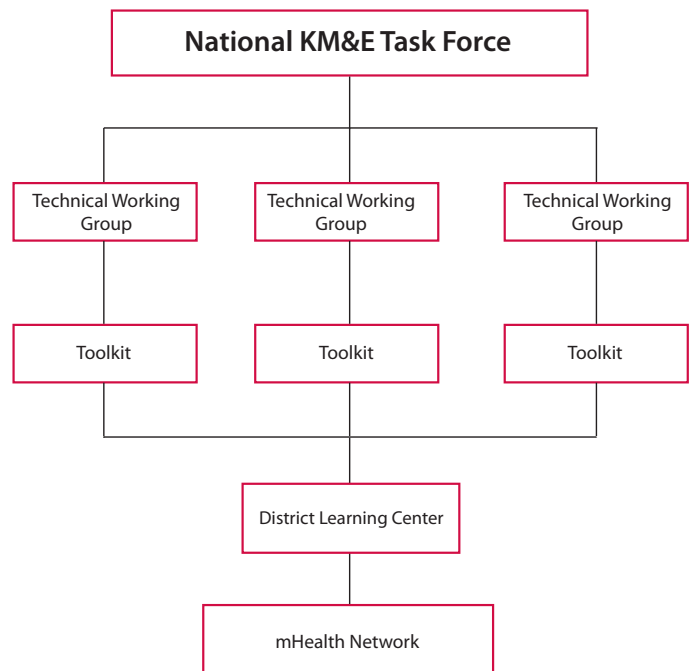 National KM&E Task Force
Technical Working
Group
Technical Working
Group
Technical Working
Group
Toolkit
Toolkit
Toolkit
District Learning Center
mHealth Network